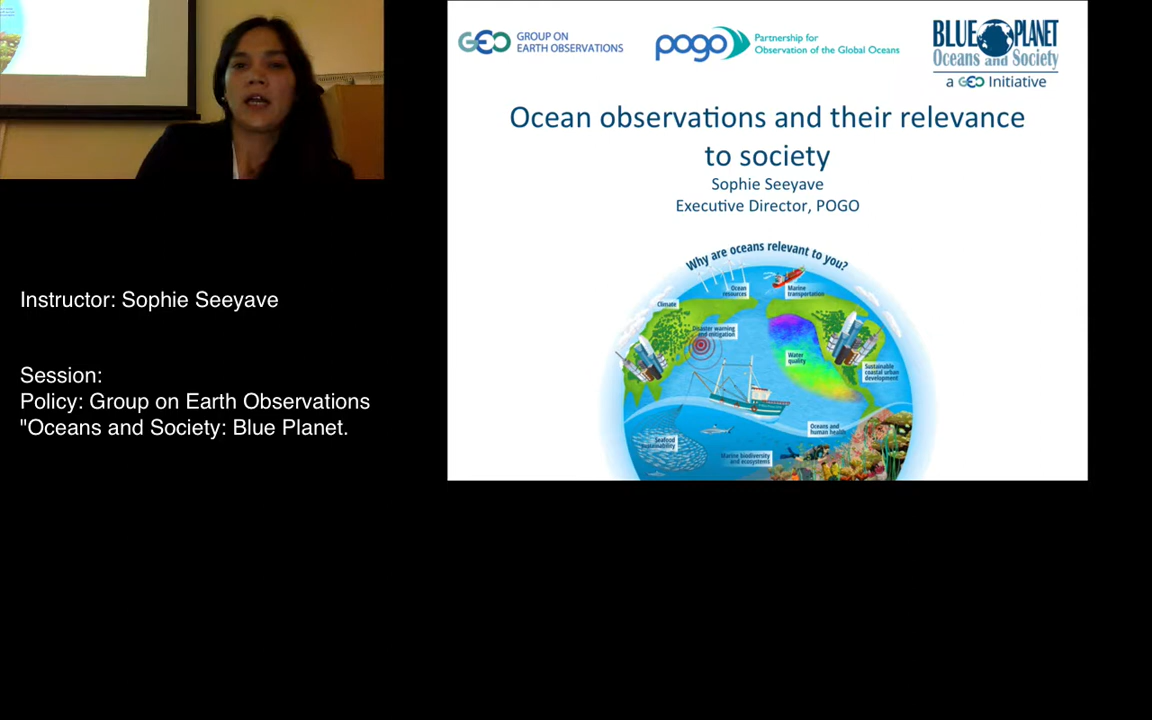 GEO GROUP ON
EARTH OBSERVATIONS
pogo Partnership for
Observation of the Global Oceans
BLUE PLANET
Oceans and Society
a GEO Initiative
Ocean observations and their relevance
to society
Sophie Seeyave
Executive Director, POGO
Why are oceans relevant to you?
Ocean
resources
Marine
transportation
Climate
Disaster warning
and mitigation
Water
quality
Sustainable
coastal urban
development
Oceans and
human health
Seafood
sustainability
Marine biodiversity
and ecosystems
Instructor: Sophie Seeyave
Session:
Policy: Group on Earth Observations
"Oceans and Society: Blue Planet.